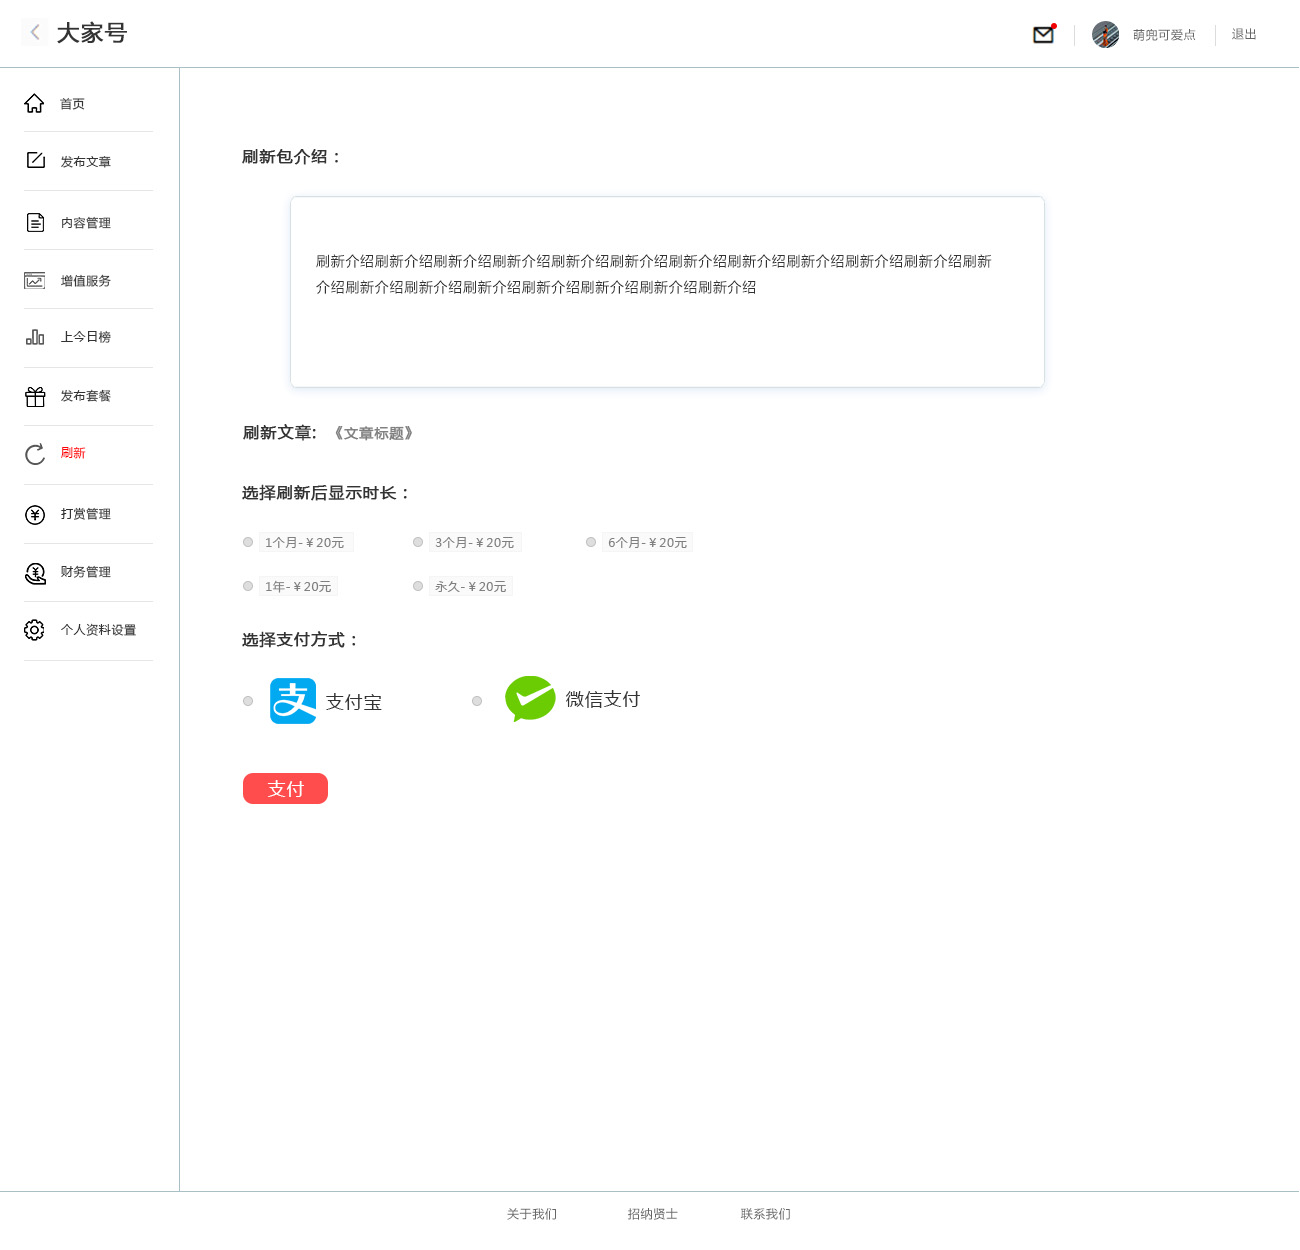 大家号
萌兜可爱点
退出
首页
发布文章
内容管理
增值服务
上今日榜
发布套餐
刷新
打赏管理
财务管理
个人资料设置
刷新包介绍：
刷新介绍刷新介绍刷新介绍刷新介绍刷新介绍刷新介绍刷新介绍刷新介绍刷新介绍刷新介绍刷新介绍刷新
介绍刷新介绍刷新介绍刷新介绍刷新介绍刷新介绍刷新介绍刷新介绍
刷新文章: 《文章标题》
选择刷新后显示时长：
1个月-￥20元
3个月-￥20元
6个月-￥20元
1年-￥20元
永久-￥20元
选择支付方式：
支 支付宝
微信支付
支付
关于我们
招纳贤士
联系我们